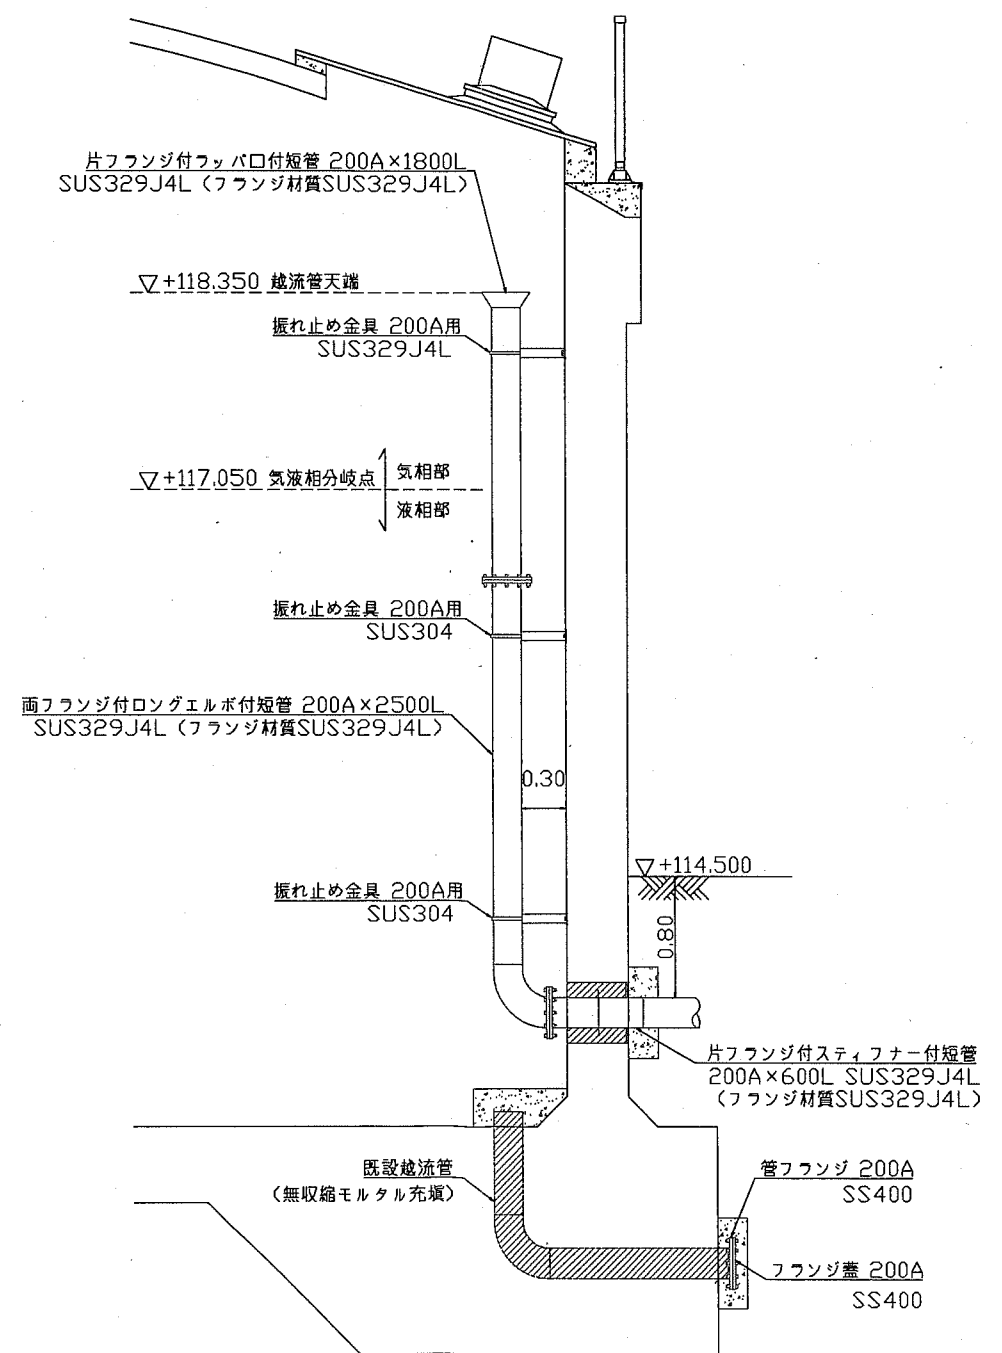 片フランジ付ラッパ口付短管 200A×1800L
SUS329J4L（フランジ材質SUS329J4L）
▽+118.350 越流管天端
振れ止め金具 200A用
SUS329J4L
▽+117.050 気液相分岐点
気相部
液相部
振れ止め金具 200A用
SUS304
両フランジ付ロングエルボ付短管 200A×2500L
SUS329J4L（フランジ材質SUS329J4L）
0.30
▽+114.500
振れ止め金具 200A用
SUS304
0.80
片フランジ付スティフナー付短管
200A×600L SUS329J4L
（フランジ材質SUS329J4L）
既設越流管
（無収縮モルタル充塡）
管フランジ 200A
SS400
フランジ蓋 200A
SS400